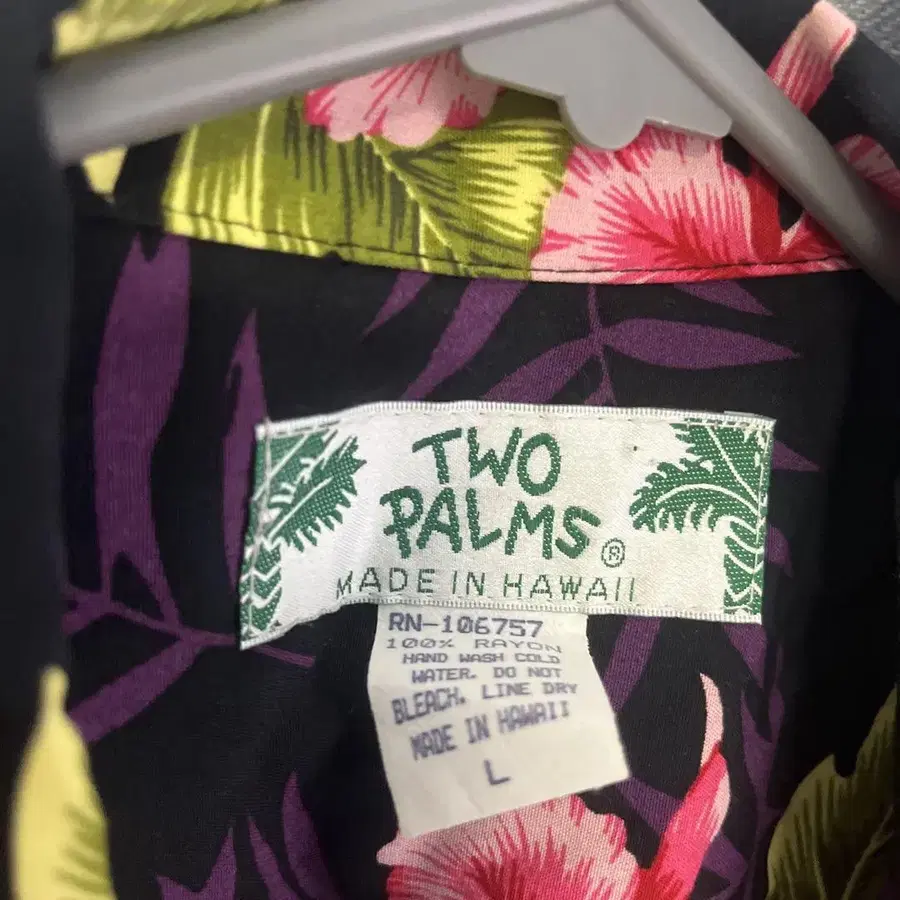 TWO
PALMS®
MADE IN HAWAII
RN-106757
100% RAYON
HAND WASH COLD
WATER. DO NOT
BLEACH. LINE DRY
MADE IN HAWAII
L